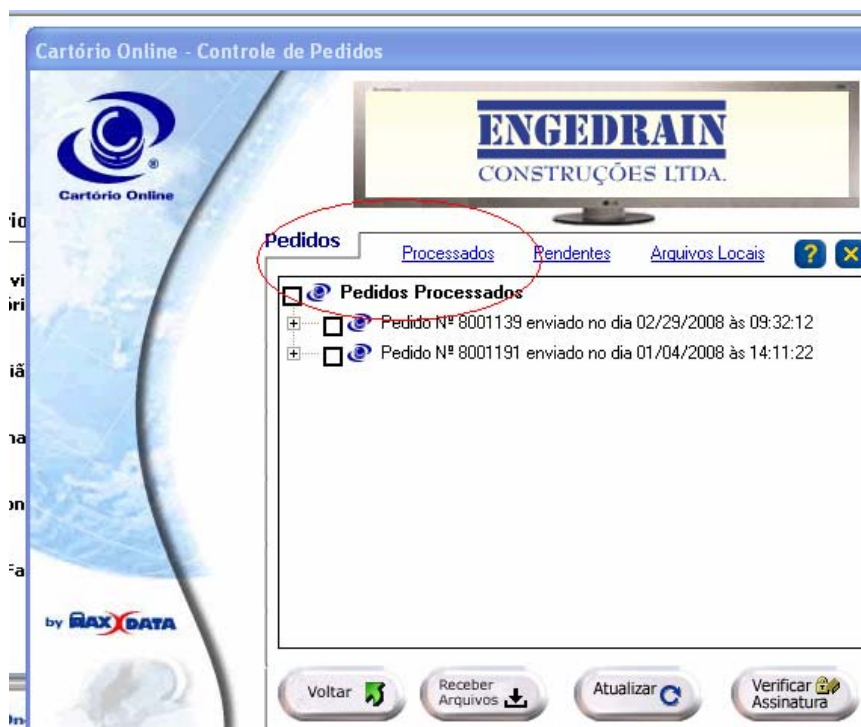 Cartório Online - Controle de Pedidos
ENGEDRAIN
CONSTRUÇÕES LTDA.
Cartório Online
Pedidos
Processados
Pendentes
Arquivos Locais
?
Pedidos Processados
Pedido Nº 8001139 enviado no dia 02/29/2008 às 09:32:12
Pedido Nº 8001191 enviado no dia 01/04/2008 às 14:11:22
by MAXXDATA
Voltar
Receber
Arquivos
Atualizar
Verificar
Assinatura